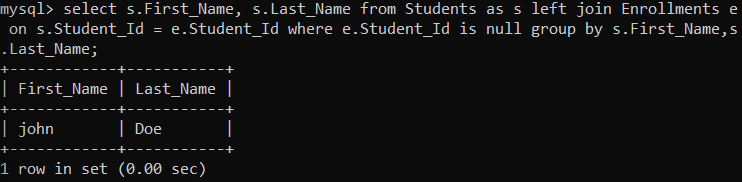 mysql> select s.First_Name, s.Last_Name from Students as s left join Enrollments e
 on s.Student_Id = e.Student_Id where e.Student_Id is null group by s.First_Name,s
.Last_Name;
+------------+-----------+
| First_Name | Last_Name |
+------------+-----------+
| john       | Doe       |
+------------+-----------+
1 row in set (0.00 sec)